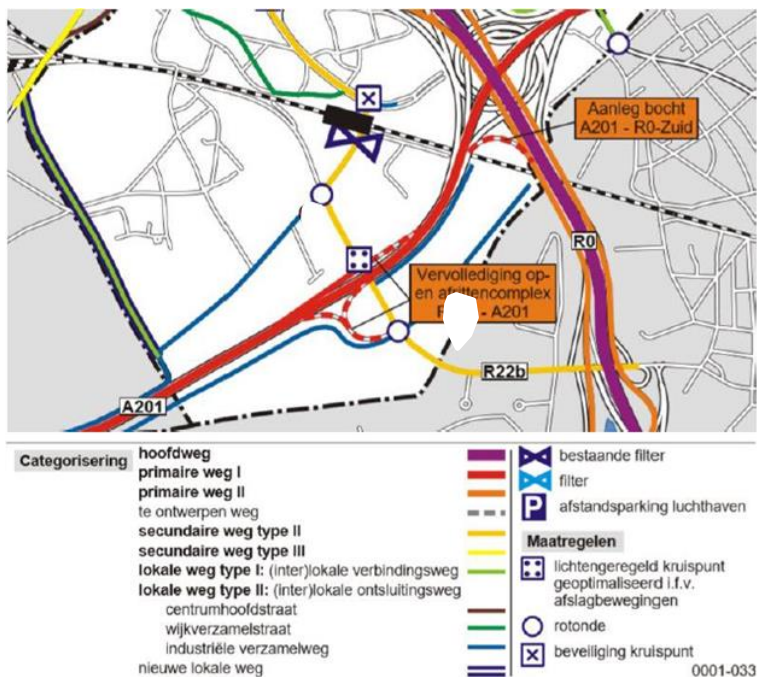 Aanleg bocht
A201 - R0-Zuid
R0
Vervollediging op-
en afrittencomplex
- A201
R22b
A201
Categorisering
hoofdweg
primaire weg I
primaire weg II
te ontwerpen weg
secundaire weg type II
secundaire weg type III
lokale weg type I: (inter)lokale verbindingsweg
lokale weg type II: (inter)lokale ontsluitingsweg
centrumhoofdstraat
wijkverzamelstraat
industriële verzamelweg
nieuwe lokale weg
bestaande filter
filter
P afstandsparking luchthaven
Maatregelen
lichtengeregeld kruispunt
geoptimaliseerd i.f.v.
afslagbewegingen
rotonde
beveiliging kruispunt
0001-033